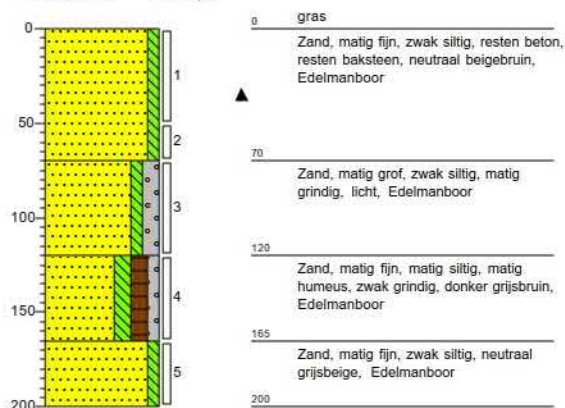 0
50
100
150
200
1
2
3
4
5
0 gras
Zand, matig fijn, zwak siltig, resten beton,
resten baksteen, neutraal beigebruin,
Edelmanboor
70
Zand, matig grof, zwak siltig, matig
grindig, licht, Edelmanboor
120
Zand, matig fijn, matig siltig, matig
humeus, zwak grindig, donker grijsbruin,
Edelmanboor
165
Zand, matig fijn, zwak siltig, neutraal
grijsbeige, Edelmanboor
200